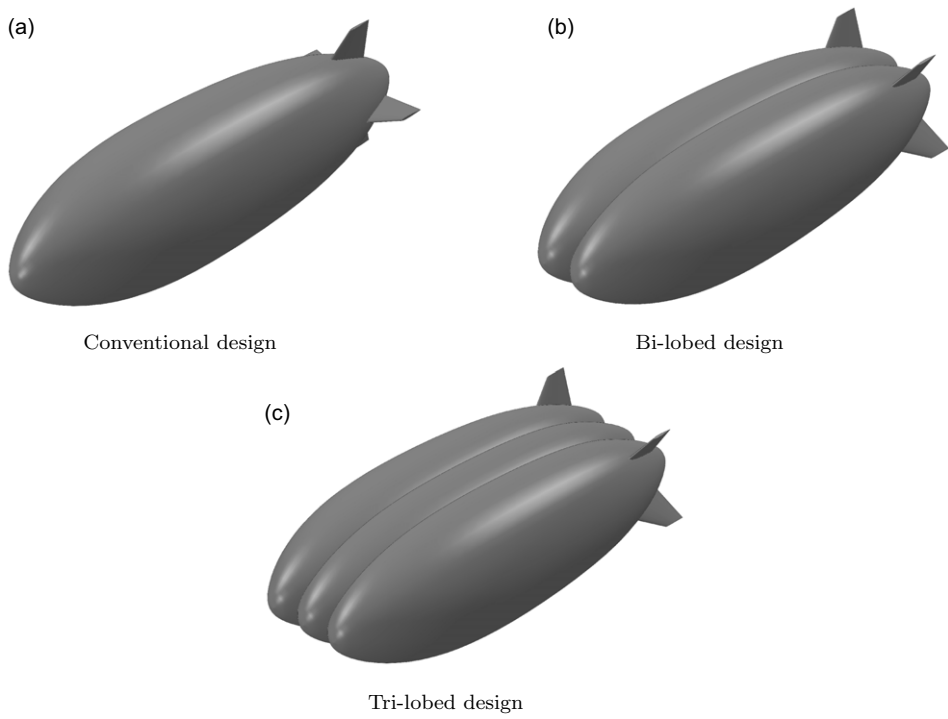 (a)
(b)
Conventional design
Bi-lobed design
(c)
Tri-lobed design